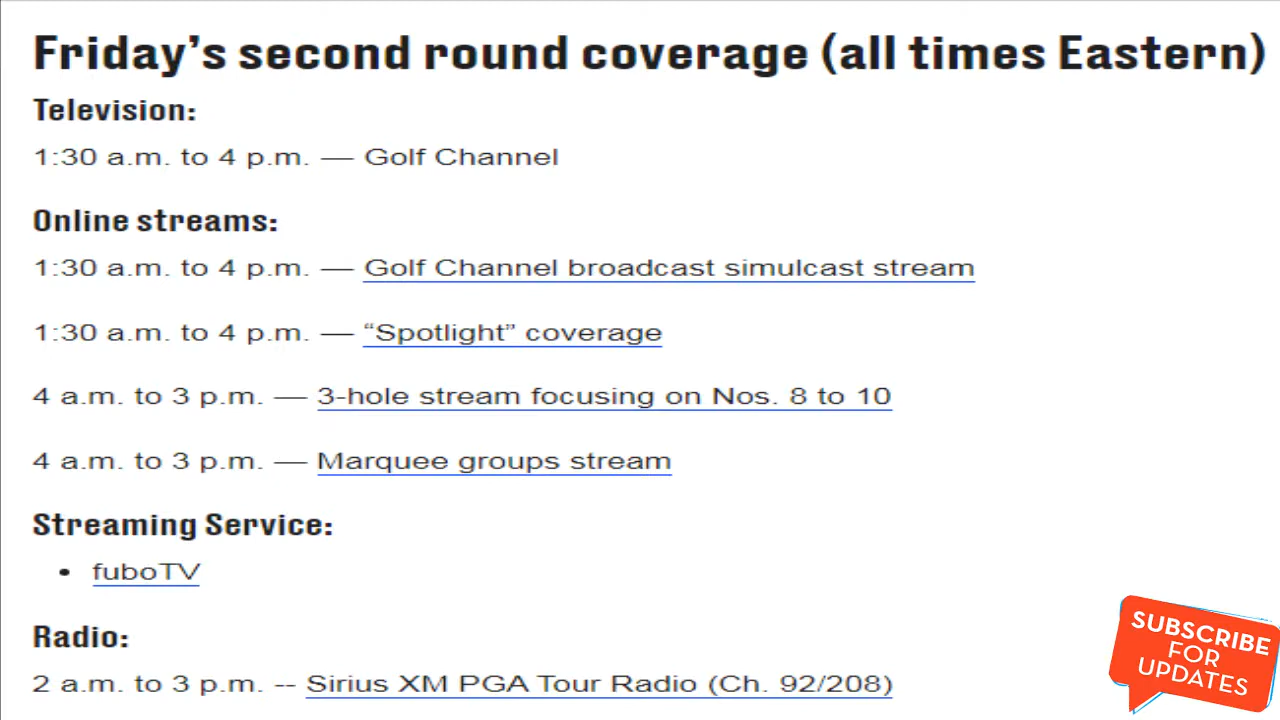 Friday’s second round coverage (all times Eastern)
Television:
1:30 a.m. to 4 p.m. — Golf Channel
Online streams:
1:30 a.m. to 4 p.m. — Golf Channel broadcast simulcast stream
1:30 a.m. to 4 p.m. — “Spotlight” coverage
4 a.m. to 3 p.m. — 3-hole stream focusing on Nos. 8 to 10
4 a.m. to 3 p.m. — Marquee groups stream
Streaming Service:
• fuboTV
Radio:
2 a.m. to 3 p.m. -- Sirius XM PGA Tour Radio (Ch. 92/208)
SUBSCRIBE
FOR
UPDATES